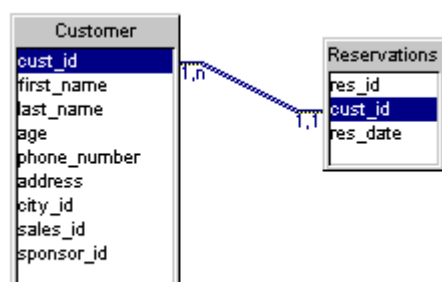 Customer
cust_id
first_name
last_name
age
phone_number
address
city_id
sales_id
sponsor_id
1,n
1,1
Reservations
res_id
cust_id
res_date